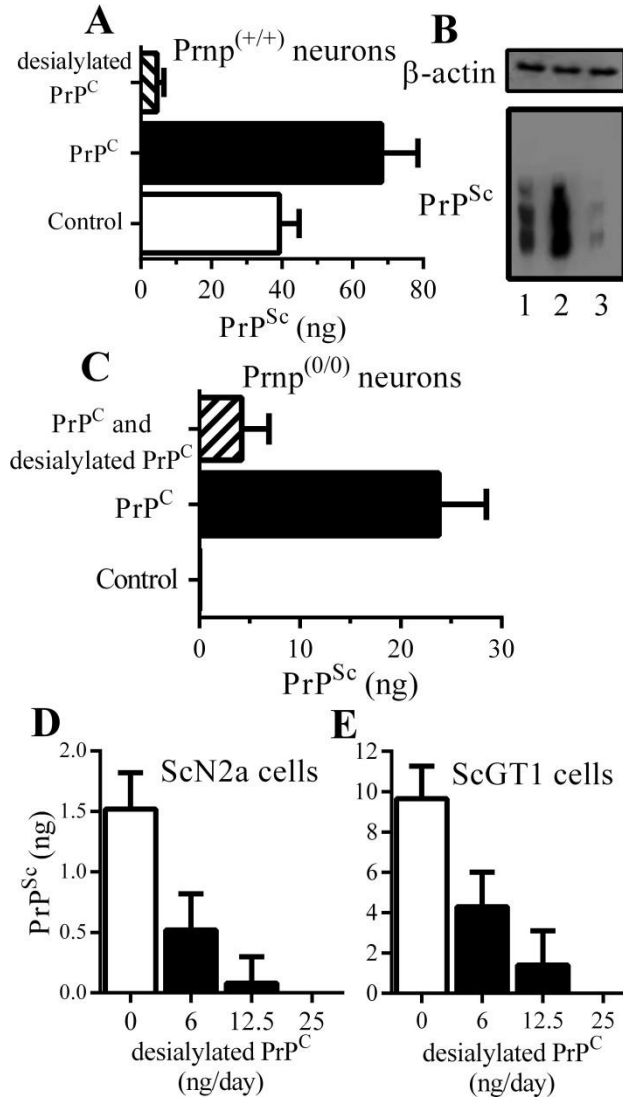 A
Prnp(+/+) neurons
desialylated
PrPC
PrPC
Control
0 20 40 60 80
PrPSc (ng)
B
β-actin
PrPSc
1 2 3
C
Prnp(0/0) neurons
PrPC and
desialylated PrPC
PrPC
Control
0 10 20 30
PrPSc (ng)
D
ScN2a cells
PrPSc (ng)
2.0
1.5
1.0
0.5
0.0
0 6 12.5 25
desialylated PrPC
(ng/day)
E
ScGT1 cells
12
10
8
6
4
2
0
0 6 12.5 25
desialylated PrPC
(ng/day)